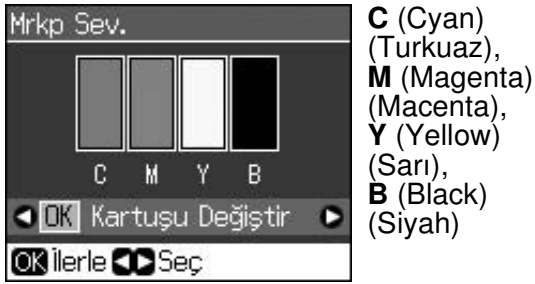 Mrkp Sev.
C M Y B
OK Kartuşu Değiştir
OK İlerle Seç
C (Cyan)
(Turkuaz),
M (Magenta)
(Macenta),
Y (Yellow)
(Sarı),
B (Black)
(Siyah)